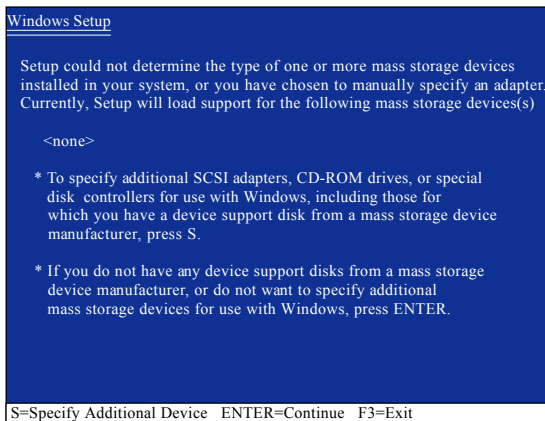 Windows Setup
Setup could not determine the type of one or more mass storage devices
installed in your system, or you have chosen to manually specify an adapter.
Currently, Setup will load support for the following mass storage devices(s)
<none>
* To specify additional SCSI adapters, CD-ROM drives, or special
disk controllers for use with Windows, including those for
which you have a device support disk from a mass storage device
manufacturer, press S.
* If you do not have any device support disks from a mass storage
device manufacturer, or do not want to specify additional
mass storage devices for use with Windows, press ENTER.
S=Specify Additional Device ENTER=Continue F3=Exit